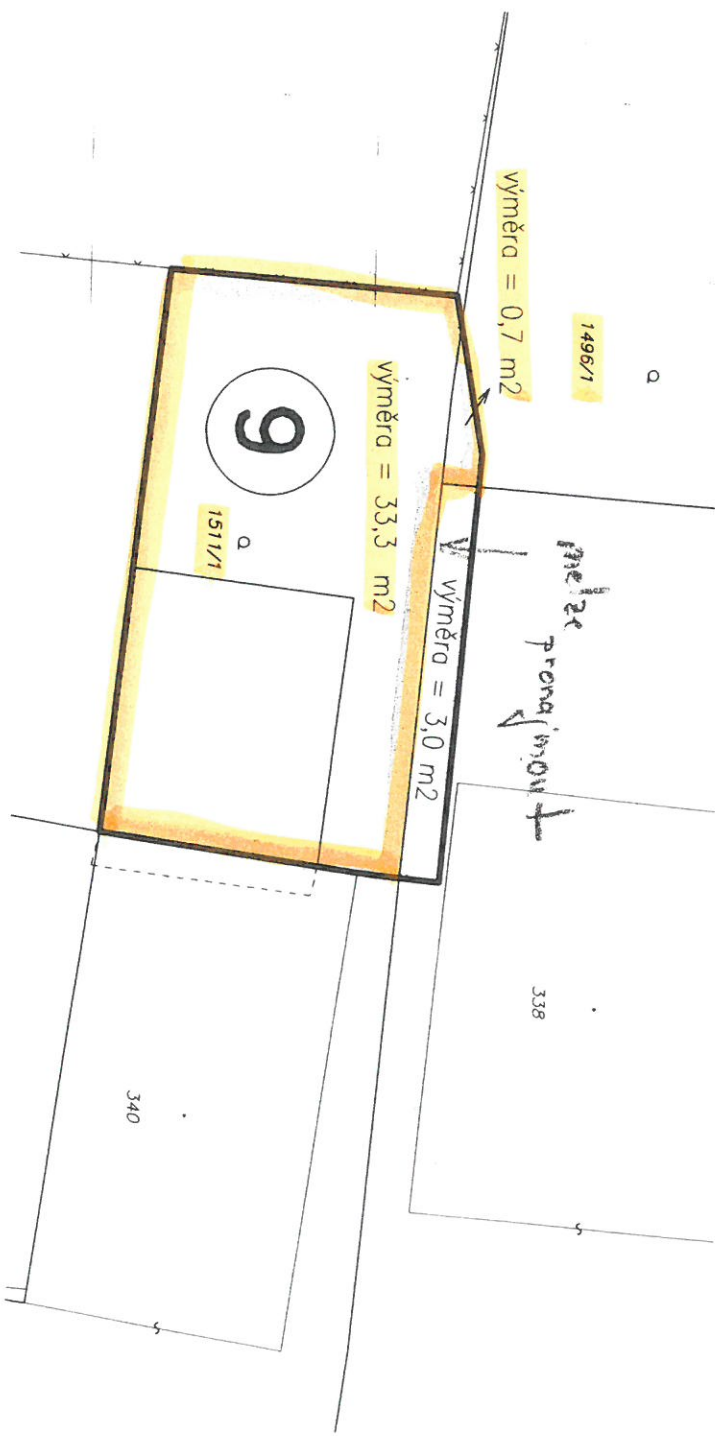 výměra = 0,7 m2
1496/1
a
výměra = 33,3 m2
9
1511/1
a
nelze
pronajmout
výměra = 3,0 m2
338
340